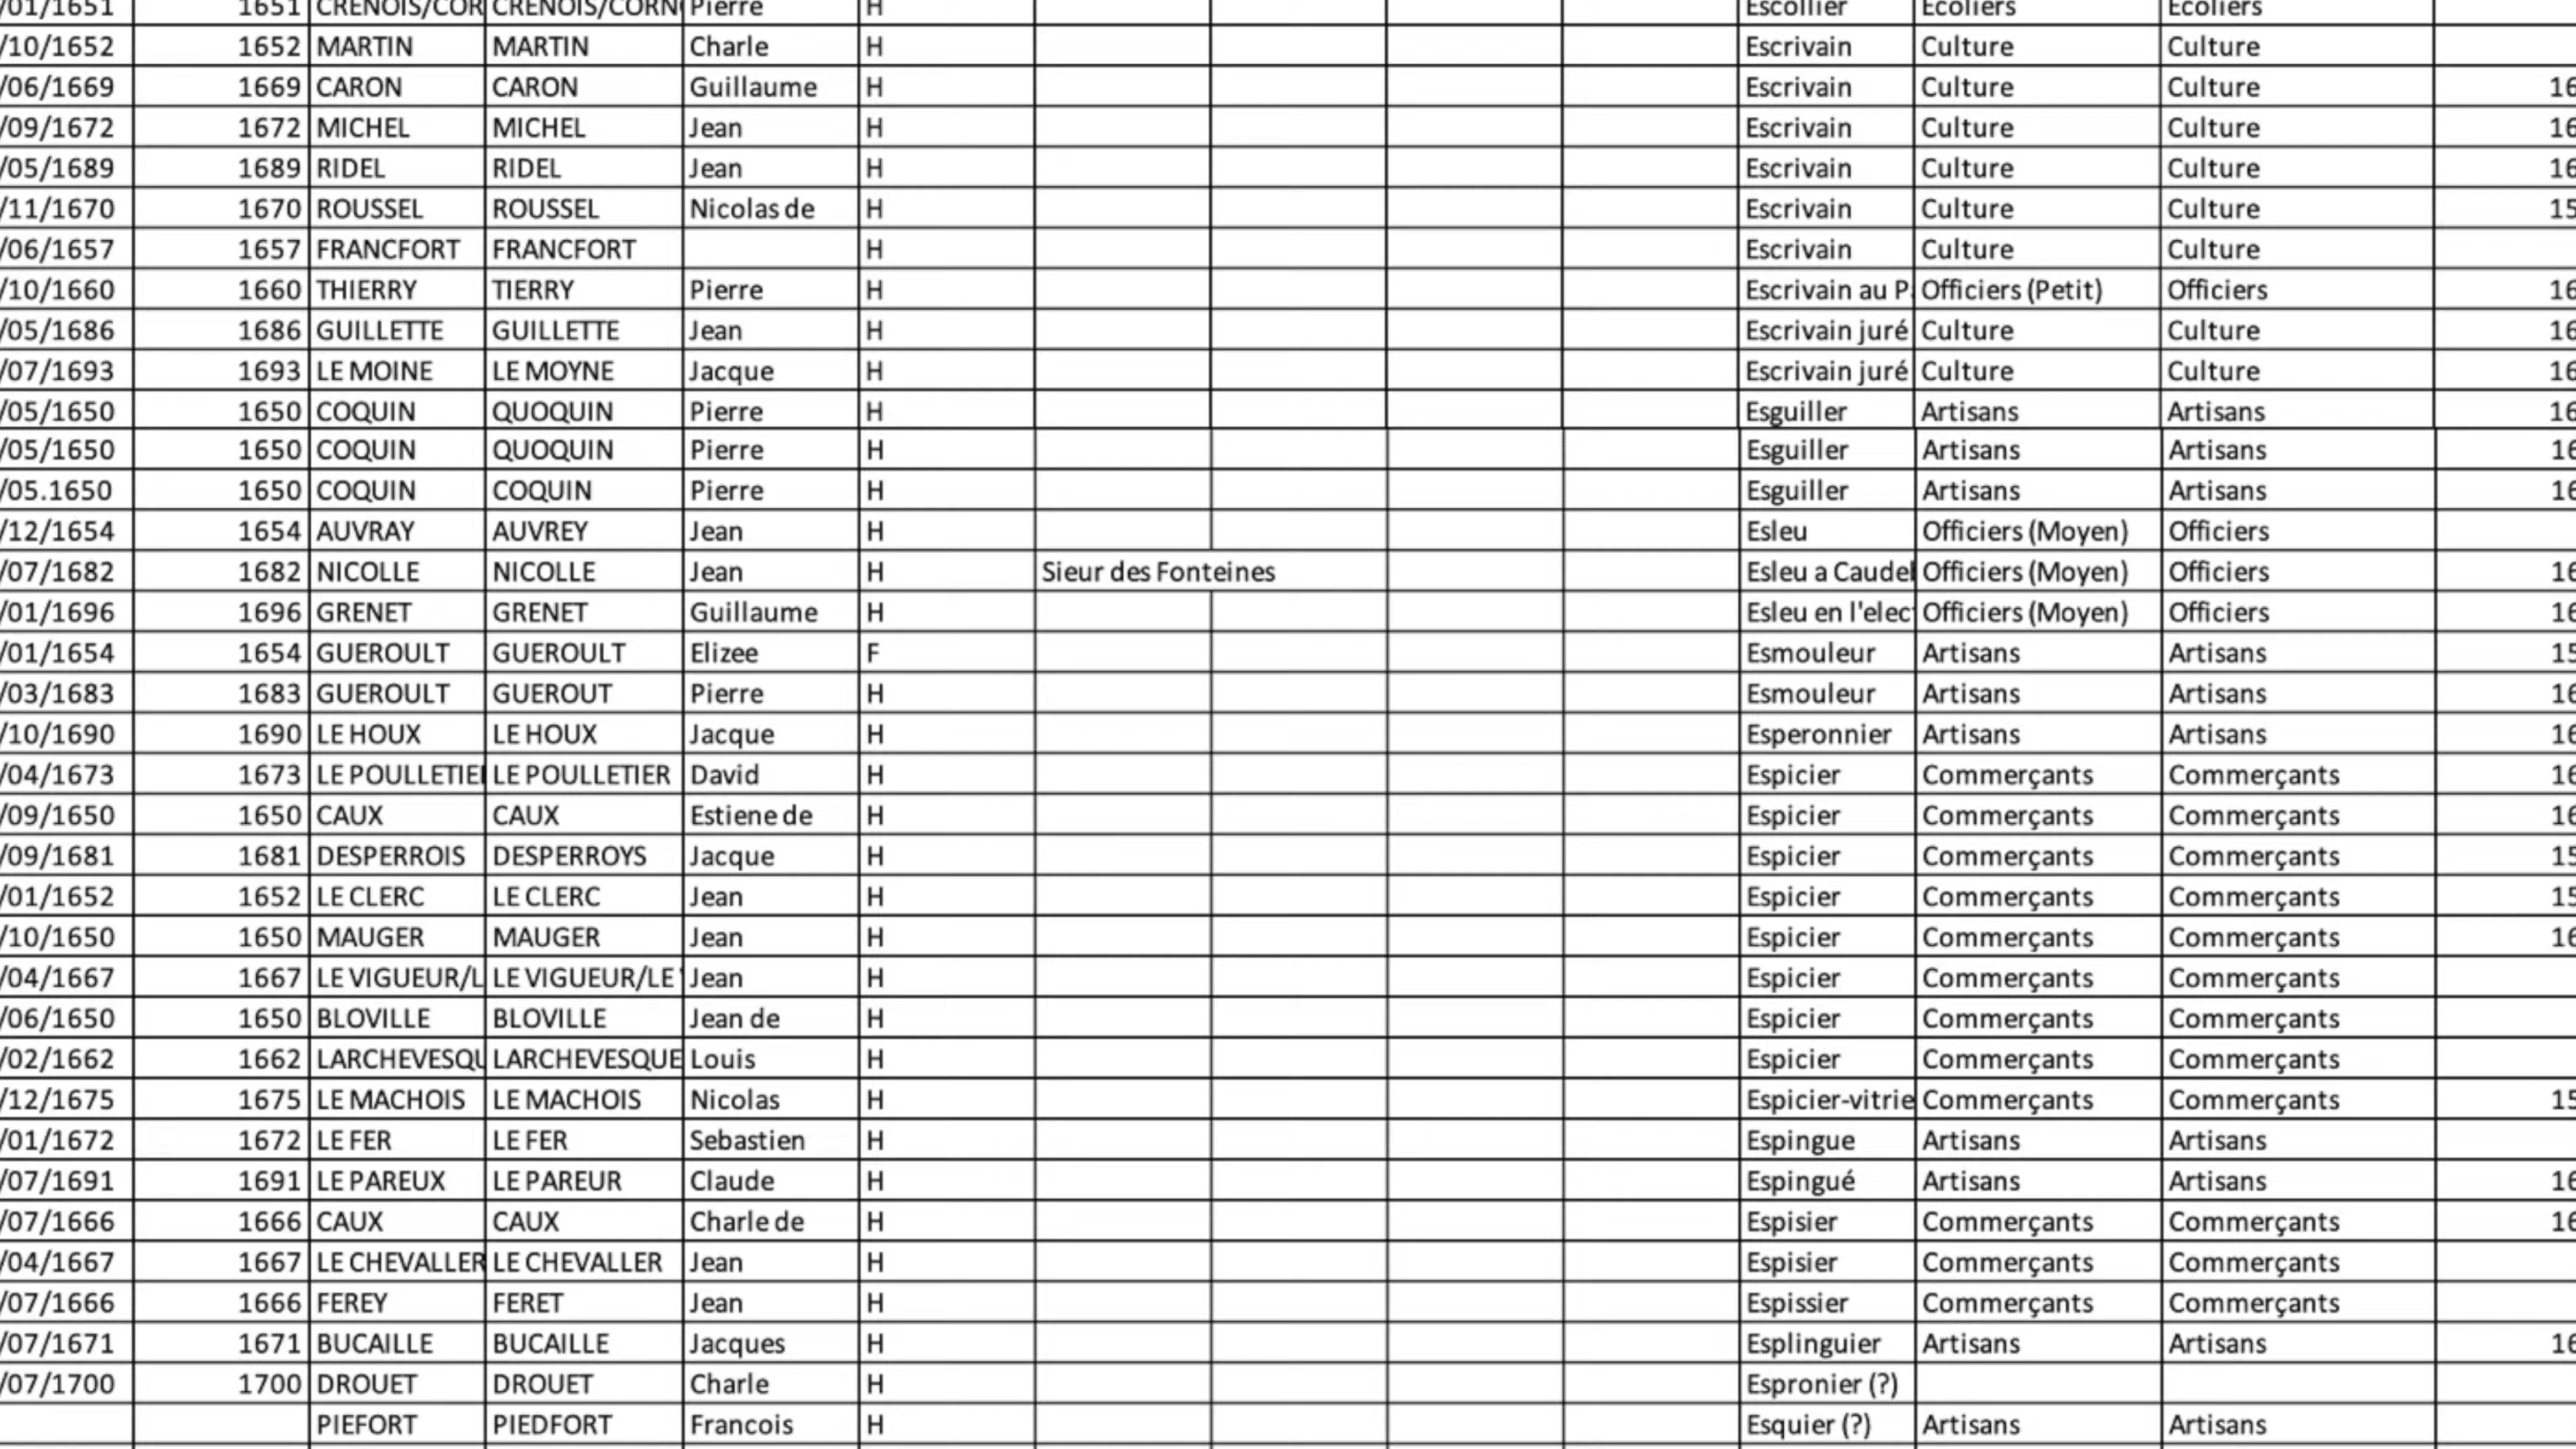 /01/1651 1651 CRENOIS/COR CRENOIS/CORN Pierre H Escollier Ecoliers Ecoliers
/10/1652 1652 MARTIN MARTIN Charle H Escrivain Culture Culture
/06/1669 1669 CARON CARON Guillaume H Escrivain Culture Culture 16
/09/1672 1672 MICHEL MICHEL Jean H Escrivain Culture Culture 16
/05/1689 1689 RIDEL RIDEL Jean H Escrivain Culture Culture 16
/11/1670 1670 ROUSSEL ROUSSEL Nicolas de H Escrivain Culture Culture 15
/06/1657 1657 FRANCFORT FRANCFORT H Escrivain Culture Culture
/10/1660 1660 THIERRY TIERRY Pierre H Escrivain au P Officiers (Petit) Officiers 16
/05/1686 1686 GUILLETTE GUILLETTE Jean H Escrivain juré Culture Culture 16
/07/1693 1693 LE MOINE LE MOYNE Jacque H Escrivain juré Culture Culture 16
/05/1650 1650 COQUIN QUOQUIN Pierre H Esguiller Artisans Artisans 16
/05/1650 1650 COQUIN QUOQUIN Pierre H Esguiller Artisans Artisans 16
/05.1650 1650 COQUIN COQUIN Pierre H Esguiller Artisans Artisans 16
/12/1654 1654 AUVRAY AUVREY Jean H Esleu Officiers (Moyen) Officiers
/07/1682 1682 NICOLLE NICOLLE Jean H Sieur des Fonteines Esleu a Caudel Officiers (Moyen) Officiers 16
/01/1696 1696 GRENET GRENET Guillaume H Esleu en l'elec Officiers (Moyen) Officiers 16
/01/1654 1654 GUEROULT GUEROULT Elizee F Esmouleur Artisans Artisans 15
/03/1683 1683 GUEROULT GUEROUT Pierre H Esmouleur Artisans Artisans 16
/10/1690 1690 LE HOUX LE HOUX Jacque H Esperonnier Artisans Artisans 16
/04/1673 1673 LE POULLETIE LE POULLETIER David H Espicier Commerçants Commerçants 16
/09/1650 1650 CAUX CAUX Estiene de H Espicier Commerçants Commerçants 16
/09/1681 1681 DESPERROIS DESPERROYS Jacque H Espicier Commerçants Commerçants 15
/01/1652 1652 LE CLERC LE CLERC Jean H Espicier Commerçants Commerçants 15
/10/1650 1650 MAUGER MAUGER Jean H Espicier Commerçants Commerçants 16
/04/1667 1667 LE VIGUEUR/L LE VIGUEUR/LE Jean H Espicier Commerçants Commerçants
/06/1650 1650 BLOVILLE BLOVILLE Jean de H Espicier Commerçants Commerçants
/02/1662 1662 LARCHEVESQU LARCHEVESQUE Louis H Espicier Commerçants Commerçants
/12/1675 1675 LE MACHOIS LE MACHOIS Nicolas H Espicier-vitrie Commerçants Commerçants 15
/01/1672 1672 LE FER LE FER Sebastien H Espingue Artisans Artisans
/07/1691 1691 LE PAREUX LE PAREUR Claude H Espingué Artisans Artisans 16
/07/1666 1666 CAUX CAUX Charle de H Espisier Commerçants Commerçants 16
/04/1667 1667 LE CHEVALLER LE CHEVALLER Jean H Espisier Commerçants Commerçants
/07/1666 1666 FEREY FERET Jean H Espissier Commerçants Commerçants
/07/1671 1671 BUCAILLE BUCAILLE Jacques H Esplinguier Artisans Artisans 16
/07/1700 1700 DROUET DROUET Charle H Espronier (?)
PIEFORT PIEDFORT Francois H Esquier (?) Artisans Artisans